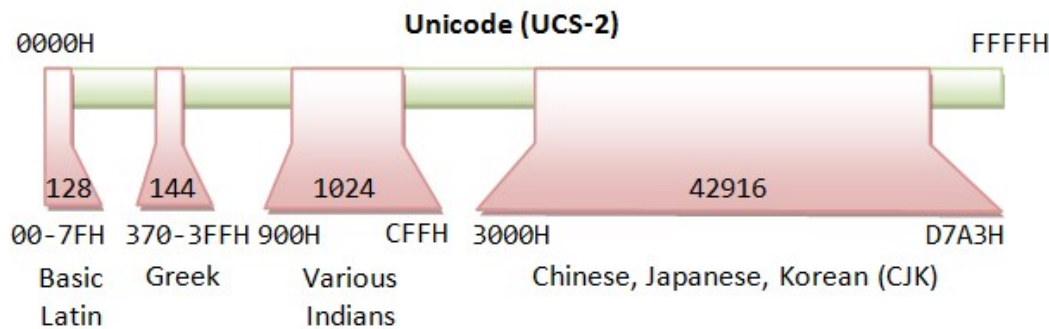 Unicode (UCS-2)
0000H FFFFH
128 144 1024 42916
00-7FH 370-3FFH 900H CFFH 3000H D7A3H
Basic Greek Various Chinese, Japanese, Korean (CJK)
Latin Indians